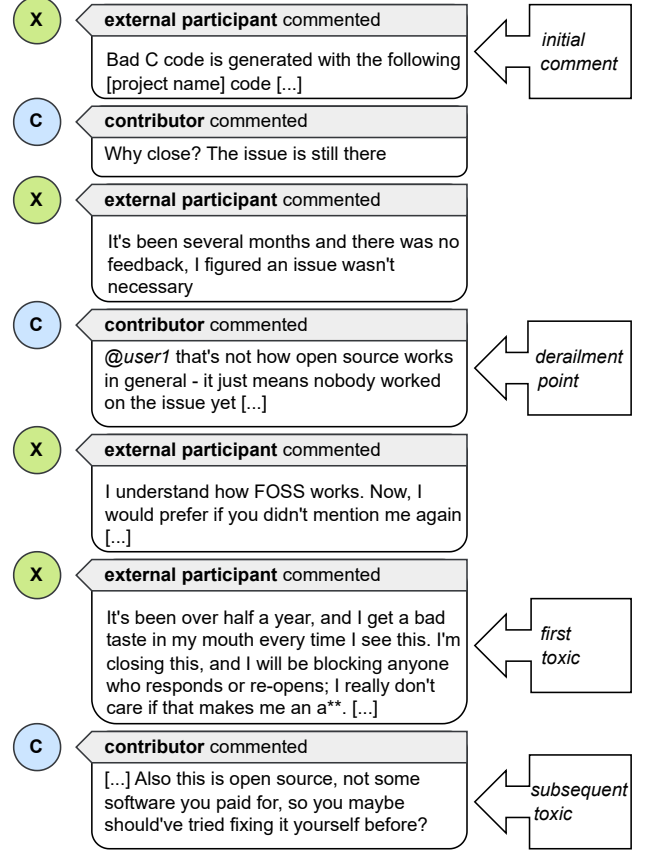 X
external participant commented
Bad C code is generated with the following
[project name] code [...]
initial
comment
C
contributor commented
Why close? The issue is still there
X
external participant commented
It's been several months and there was no
feedback, I figured an issue wasn't
necessary
C
contributor commented
@user1 that's not how open source works
in general - it just means nobody worked
on the issue yet [...]
derailment
point
X
external participant commented
I understand how FOSS works. Now, I
would prefer if you didn't mention me again
[...]
X
external participant commented
It's been over half a year, and I get a bad
taste in my mouth every time I see this. I'm
closing this, and I will be blocking anyone
who responds or re-opens; I really don't
care if that makes me an a**. [...]
first
toxic
C
contributor commented
[...] Also this is open source, not some
software you paid for, so you maybe
should've tried fixing it yourself before?
subsequent
toxic